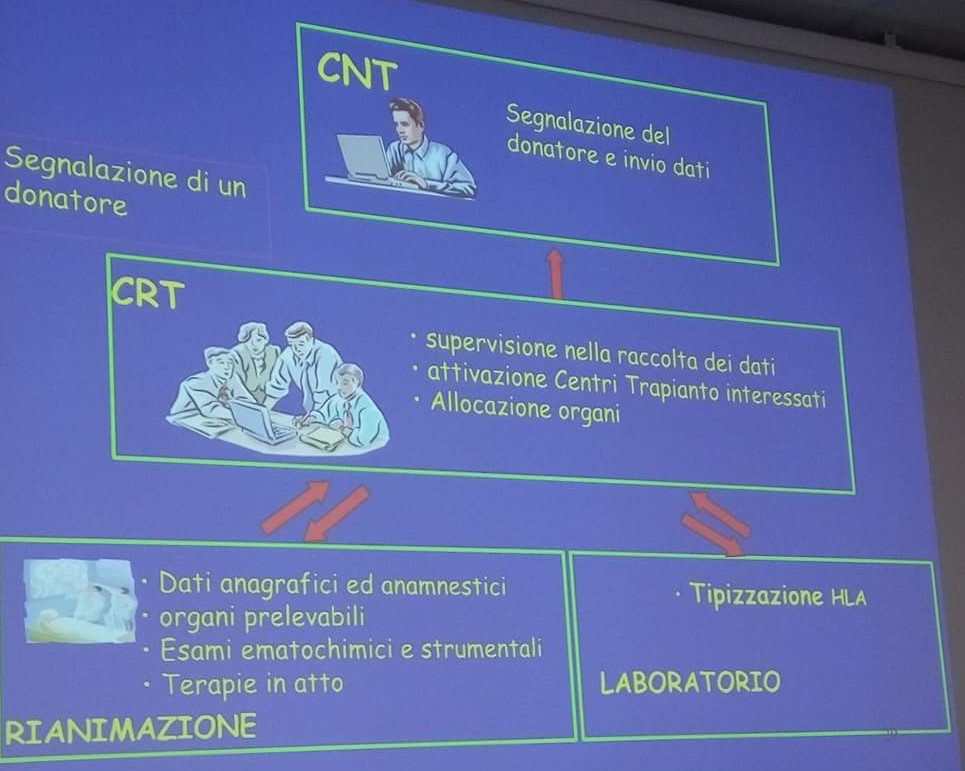 CNT
Segnalazione del
donatore e invio dati
Segnalazione di un
donatore
CRT
• supervisione nella raccolta dei dati
• attivazione Centri Trapianto interessati
• Allocazione organi
• Dati anagrafici ed anamnestici
• organi prelevabili
• Esami ematochimici e strumentali
• Terapie in atto
RIANIMAZIONE
• Tipizzazione HLA
LABORATORIO